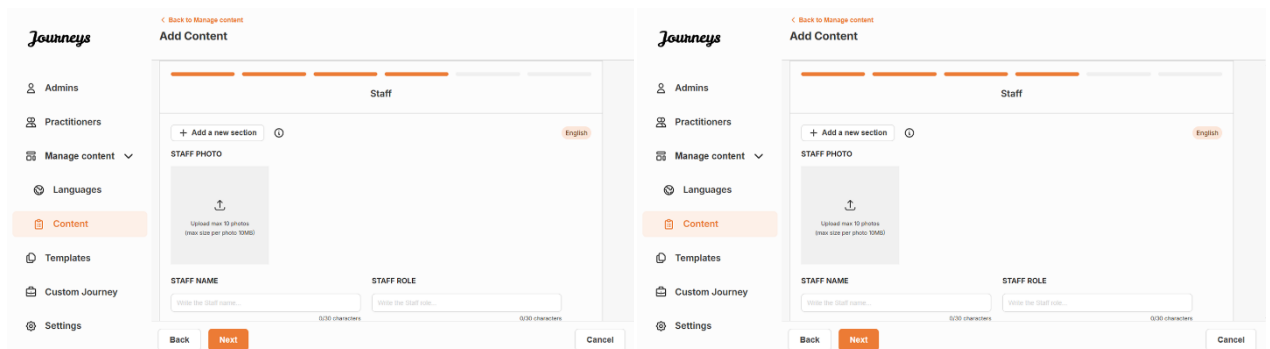 < Back to Manage content
Add Content
Journeys
Admins
Practitioners
Manage content
Languages
Content
Templates
Custom Journey
Settings
Staff
+ Add a new section
English
STAFF PHOTO
Upload max 10 photos
(max size per photo 10MB)
STAFF NAME STAFF ROLE
Write the Staff name... Write the Staff role...
0/30 characters 0/30 characters
Back Next Cancel
< Back to Manage content
Add Content
Journeys
Admins
Practitioners
Manage content
Languages
Content
Templates
Custom Journey
Settings
Staff
+ Add a new section
English
STAFF PHOTO
Upload max 10 photos
(max size per photo 10MB)
STAFF NAME STAFF ROLE
Write the Staff name... Write the Staff role...
0/30 characters 0/30 characters
Back Next Cancel